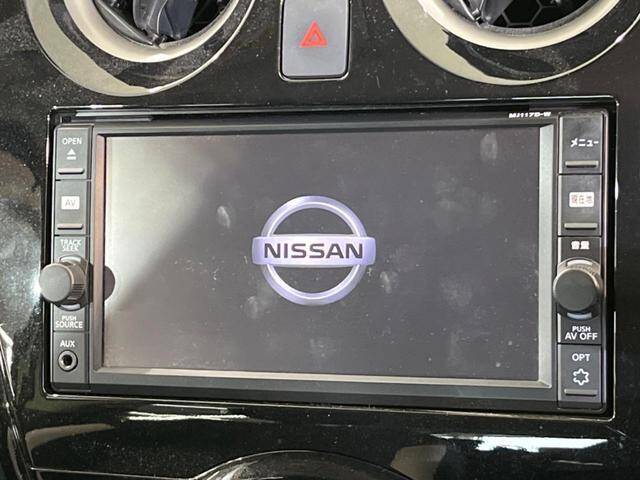 MJ117D-W
OPEN
AV
TRACK
SEEK
PUSH
SOURCE
AUX
NISSAN
メニュー
現在地
音量
PUSH
AV OFF
OPT